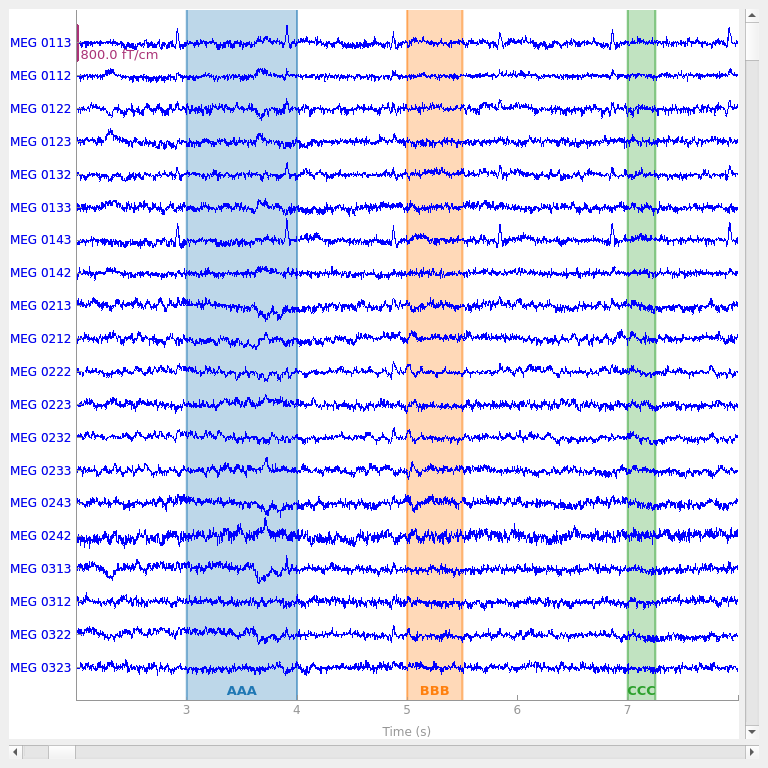 MEG 0113
800.0 fT/cm
MEG 0112
MEG 0122
MEG 0123
MEG 0132
MEG 0133
MEG 0143
MEG 0142
MEG 0213
MEG 0212
MEG 0222
MEG 0223
MEG 0232
MEG 0233
MEG 0243
MEG 0242
MEG 0313
MEG 0312
MEG 0322
MEG 0323
AAA BBB CCC
3 4 5 6 7
Time (s)